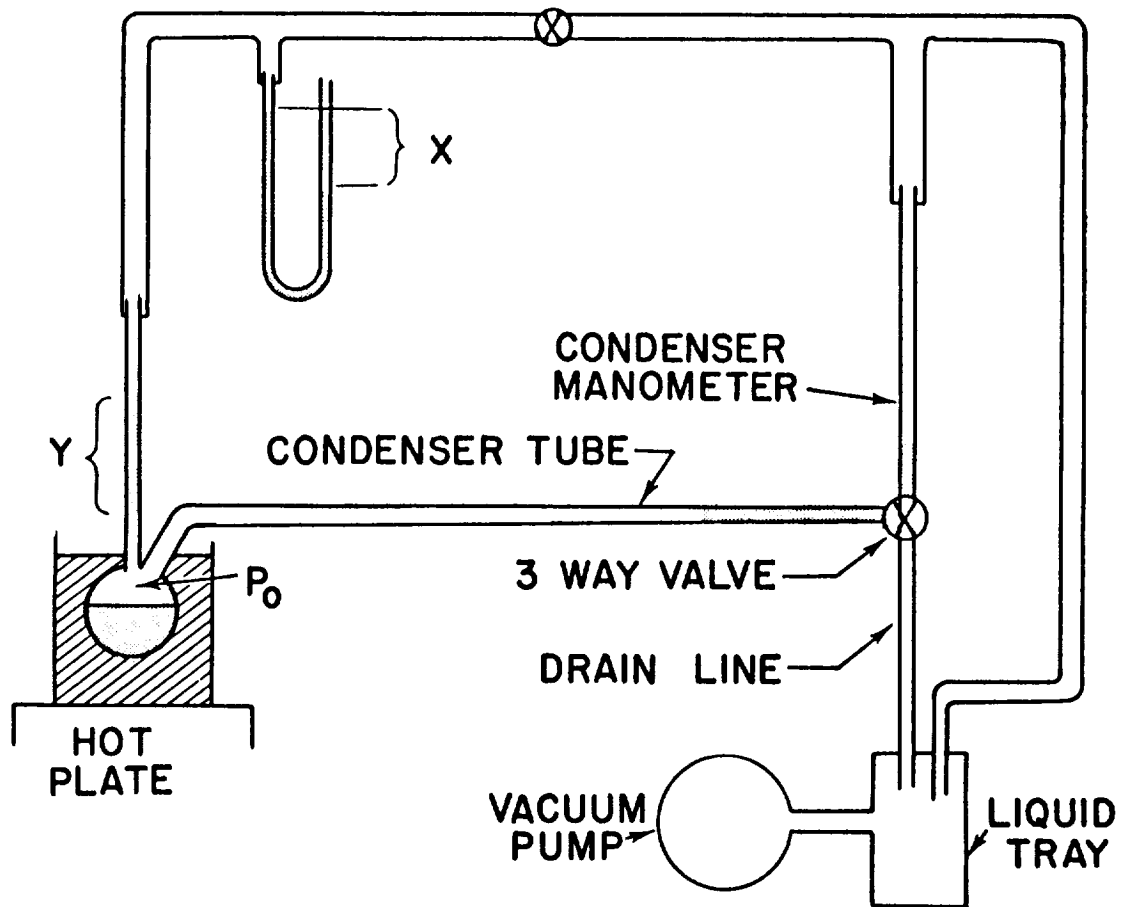 X
CONDENSER
MANOMETER
Y
CONDENSER TUBE
P₀
3 WAY VALVE
DRAIN LINE
HOT
PLATE
VACUUM
PUMP
LIQUID
TRAY